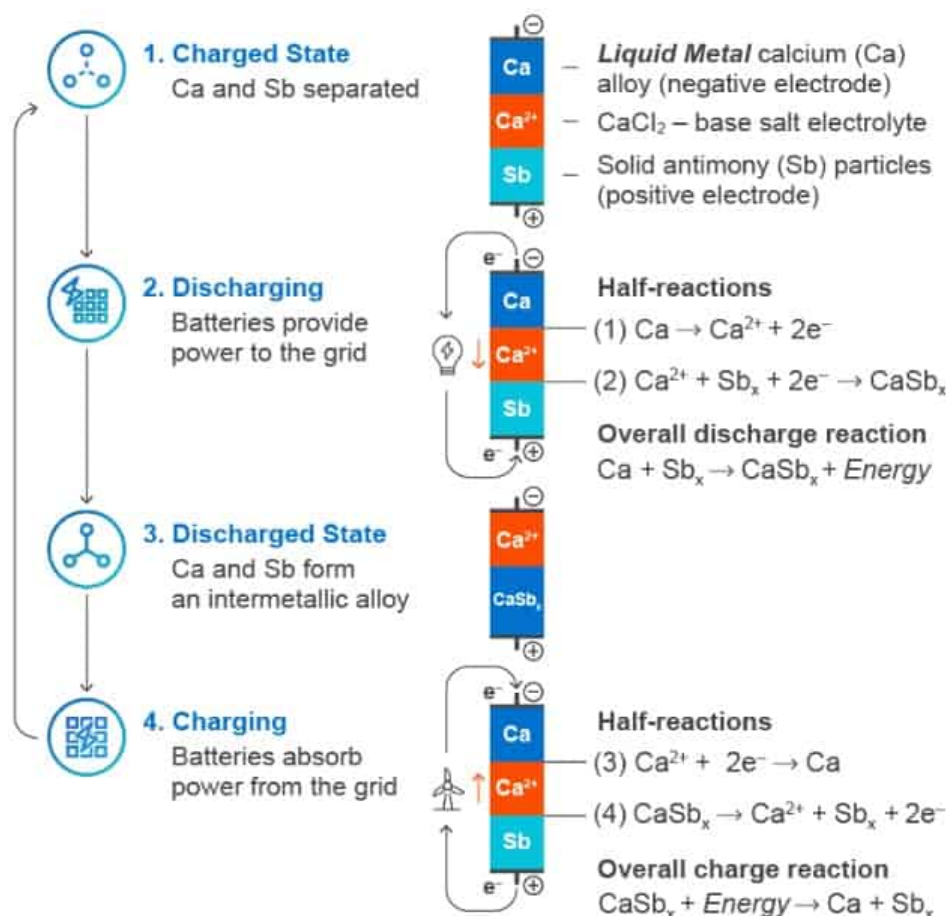 1. Charged State
Ca and Sb separated
⊖
Ca
Ca²⁺
Sb
⊕
Liquid Metal calcium (Ca)
alloy (negative electrode)
CaCl₂ – base salt electrolyte
Solid antimony (Sb) particles
(positive electrode)
2. Discharging
Batteries provide
power to the grid
e⁻ ⊖
Ca
Ca²⁺
Sb
e⁻ ⊕
Half-reactions
(1) Ca → Ca²⁺ + 2e⁻
(2) Ca²⁺ + Sbₓ + 2e⁻ → CaSbₓ
Overall discharge reaction
Ca + Sbₓ → CaSbₓ + Energy
3. Discharged State
Ca and Sb form
an intermetallic alloy
⊖
Ca²⁺
CaSbₓ
⊕
4. Charging
Batteries absorb
power from the grid
e⁻ ⊖
Ca
Ca²⁺
Sb
e⁻ ⊕
Half-reactions
(3) Ca²⁺ + 2e⁻ → Ca
(4) CaSbₓ → Ca²⁺ + Sbₓ + 2e⁻
Overall charge reaction
CaSbₓ + Energy → Ca + Sbₓ